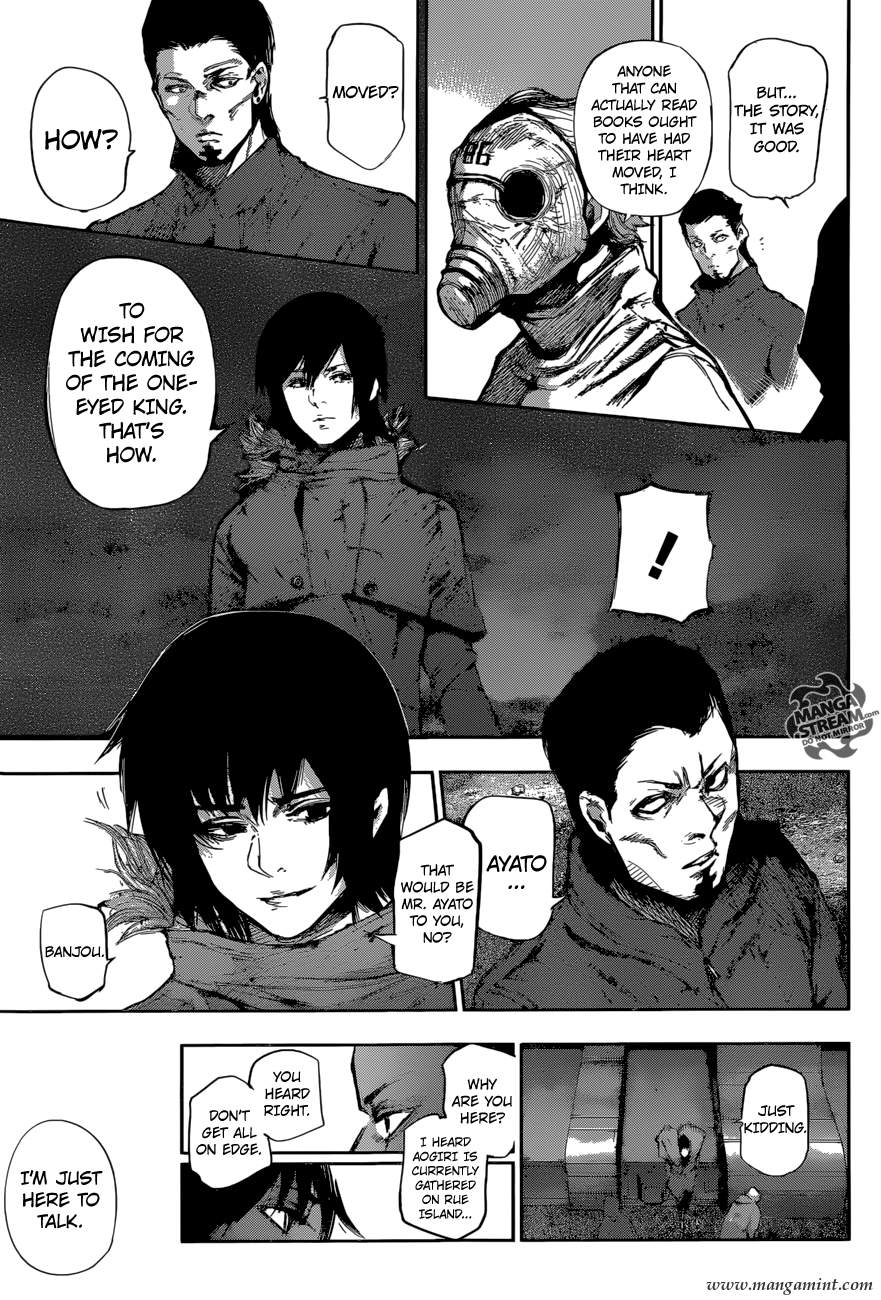 BUT...
THE STORY,
IT WAS
GOOD.
ANYONE
THAT CAN
ACTUALLY READ
BOOKS OUGHT
TO HAVE HAD
THEIR HEART
MOVED, I
THINK.
86
MOVED?
HOW?
TO
WISH FOR
THE COMING
OF THE ONE-
EYED KING.
THAT'S
HOW.
!
MANGA
STREAM.com
DO NOT MIRROR
AYATO
...
THAT
WOULD BE
MR. AYATO
TO YOU,
NO?
BANJOU.
JUST
KIDDING.
WHY
ARE YOU
HERE?
I HEARD
AOGIRI IS
CURRENTLY
GATHERED
ON RUE
ISLAND...
YOU
HEARD
RIGHT.
DON'T
GET ALL
ON EDGE.
I'M JUST
HERE TO
TALK.
www.mangamint.com